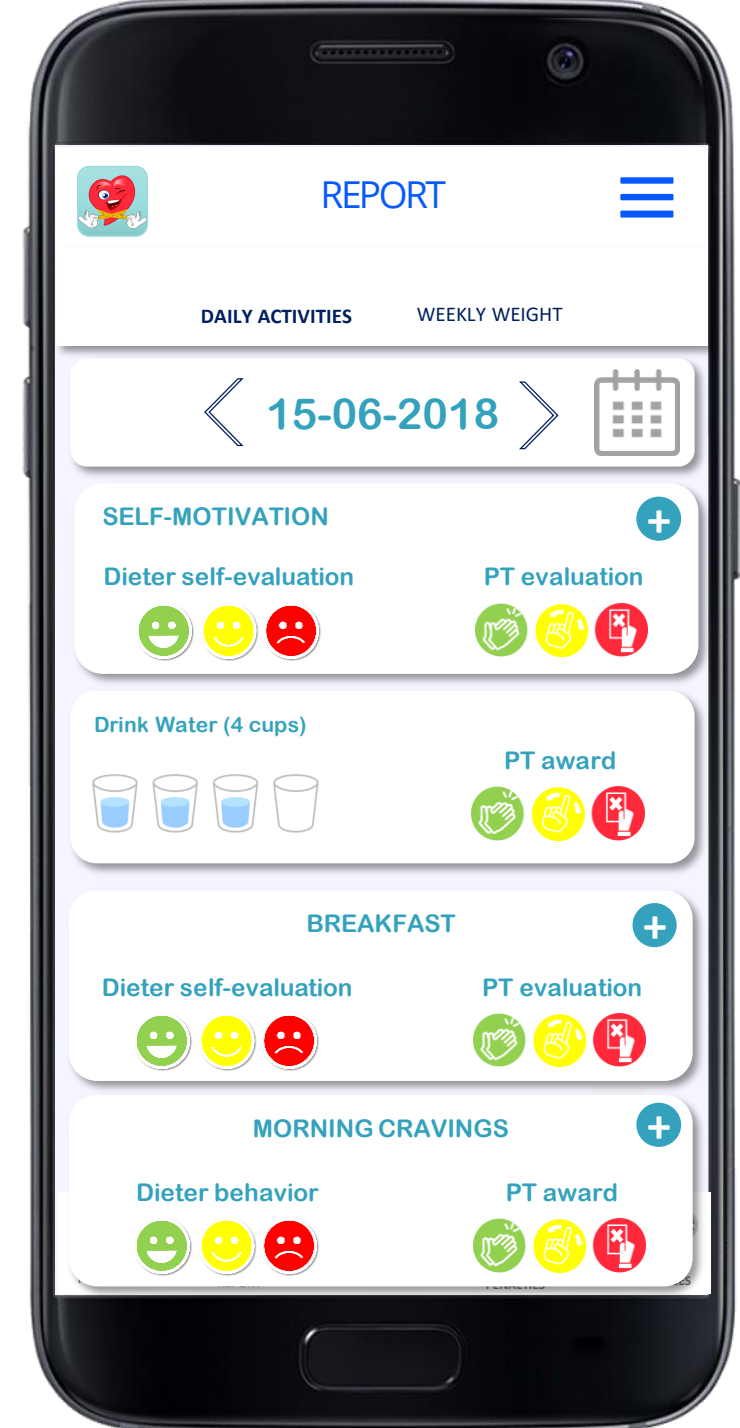 REPORT
DAILY ACTIVITIES WEEKLY WEIGHT
15-06-2018
SELF-MOTIVATION
Dieter self-evaluation PT evaluation
Drink Water (4 cups)
PT award
BREAKFAST
Dieter self-evaluation PT evaluation
MORNING CRAVINGS
Dieter behavior PT award